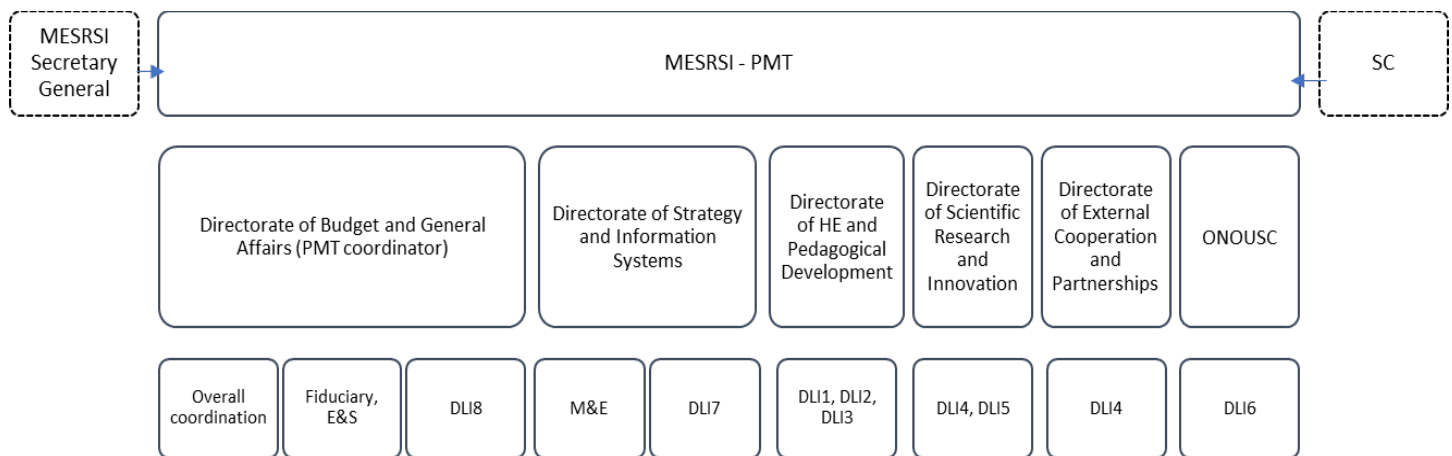 MESRSI
Secretary
General
MESRSI - PMT
SC
Directorate of Budget and General
Affairs (PMT coordinator)
Directorate of Strategy
and Information
Systems
Directorate
of HE and
Pedagogical
Development
Directorate
of Scientific
Research
and
Innovation
Directorate
of External
Cooperation
and
Partnerships
ONOUSC
Overall
coordination
Fiduciary,
E&S
DLI8
M&E
DLI7
DLI1, DLI2,
DLI3
DLI4, DLI5
DLI4
DLI6